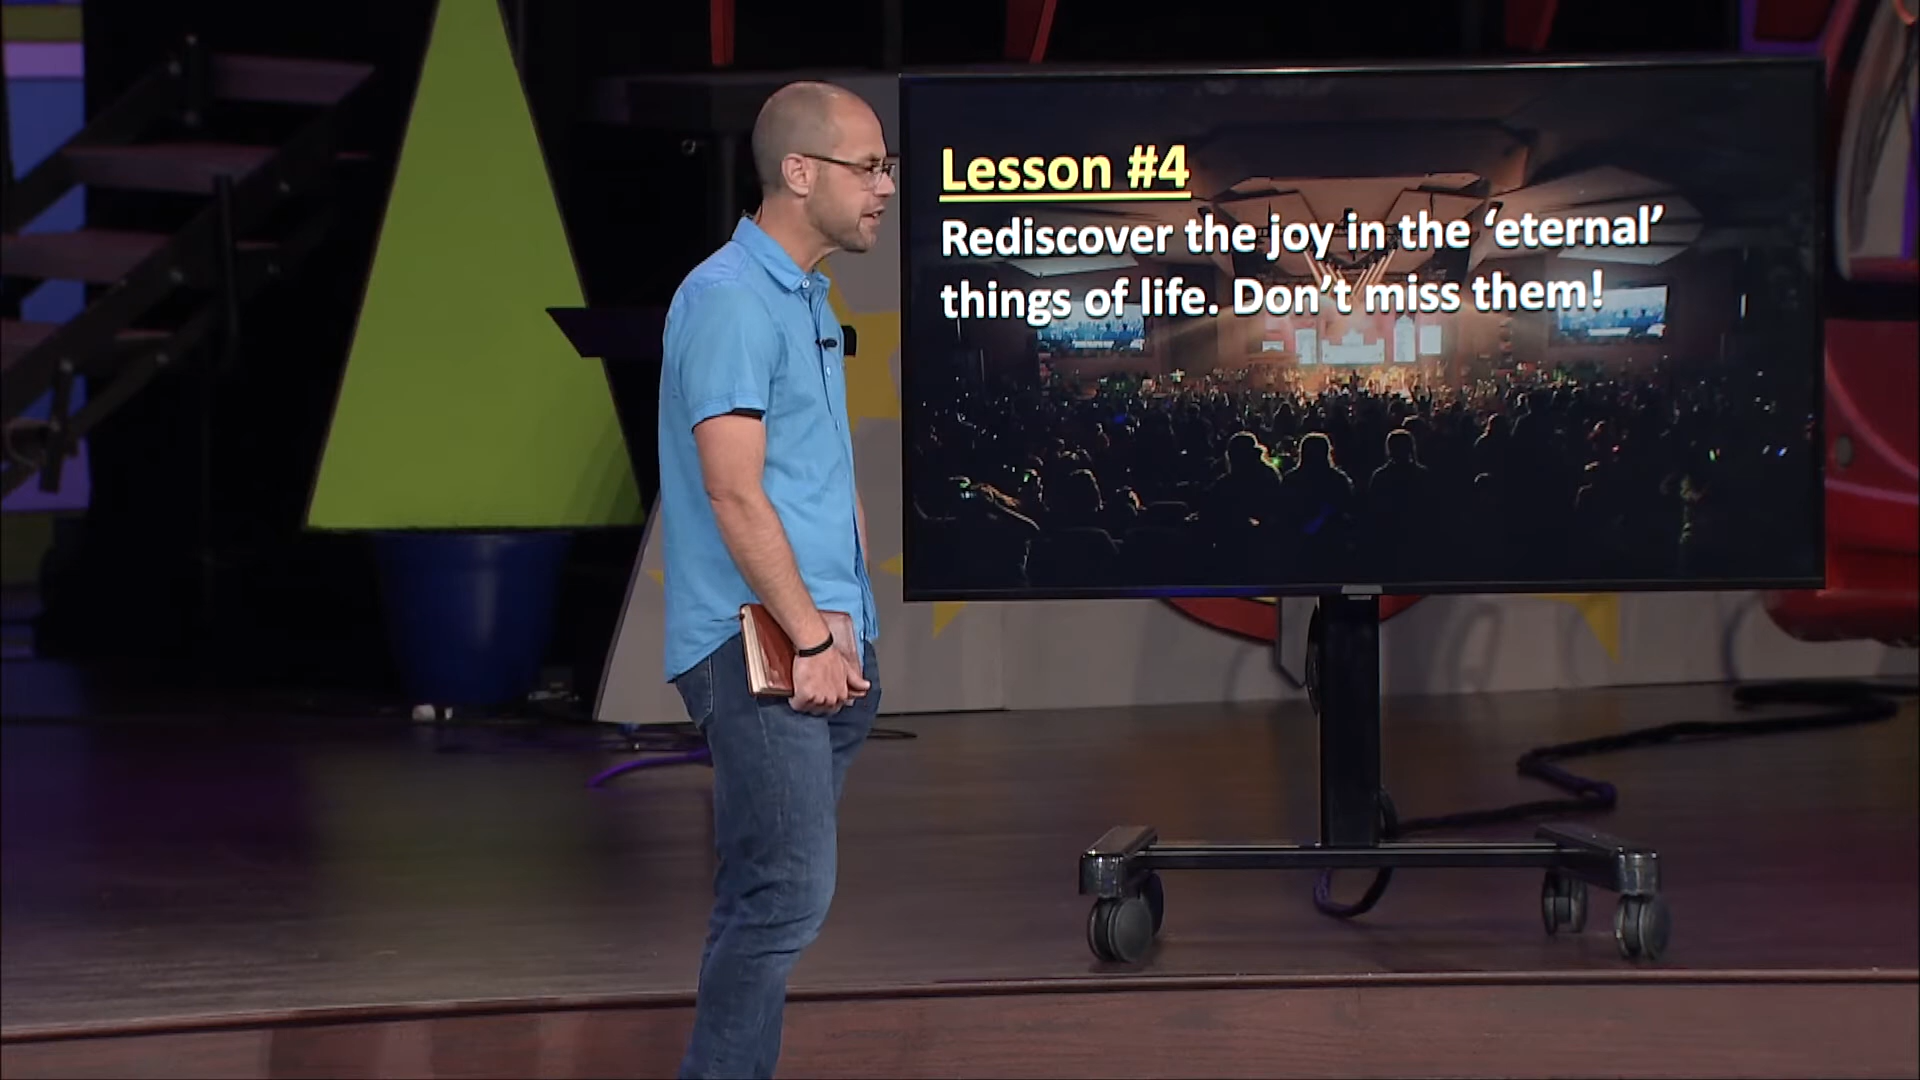 Lesson #4
Rediscover the joy in the ‘eternal’
things of life. Don’t miss them!